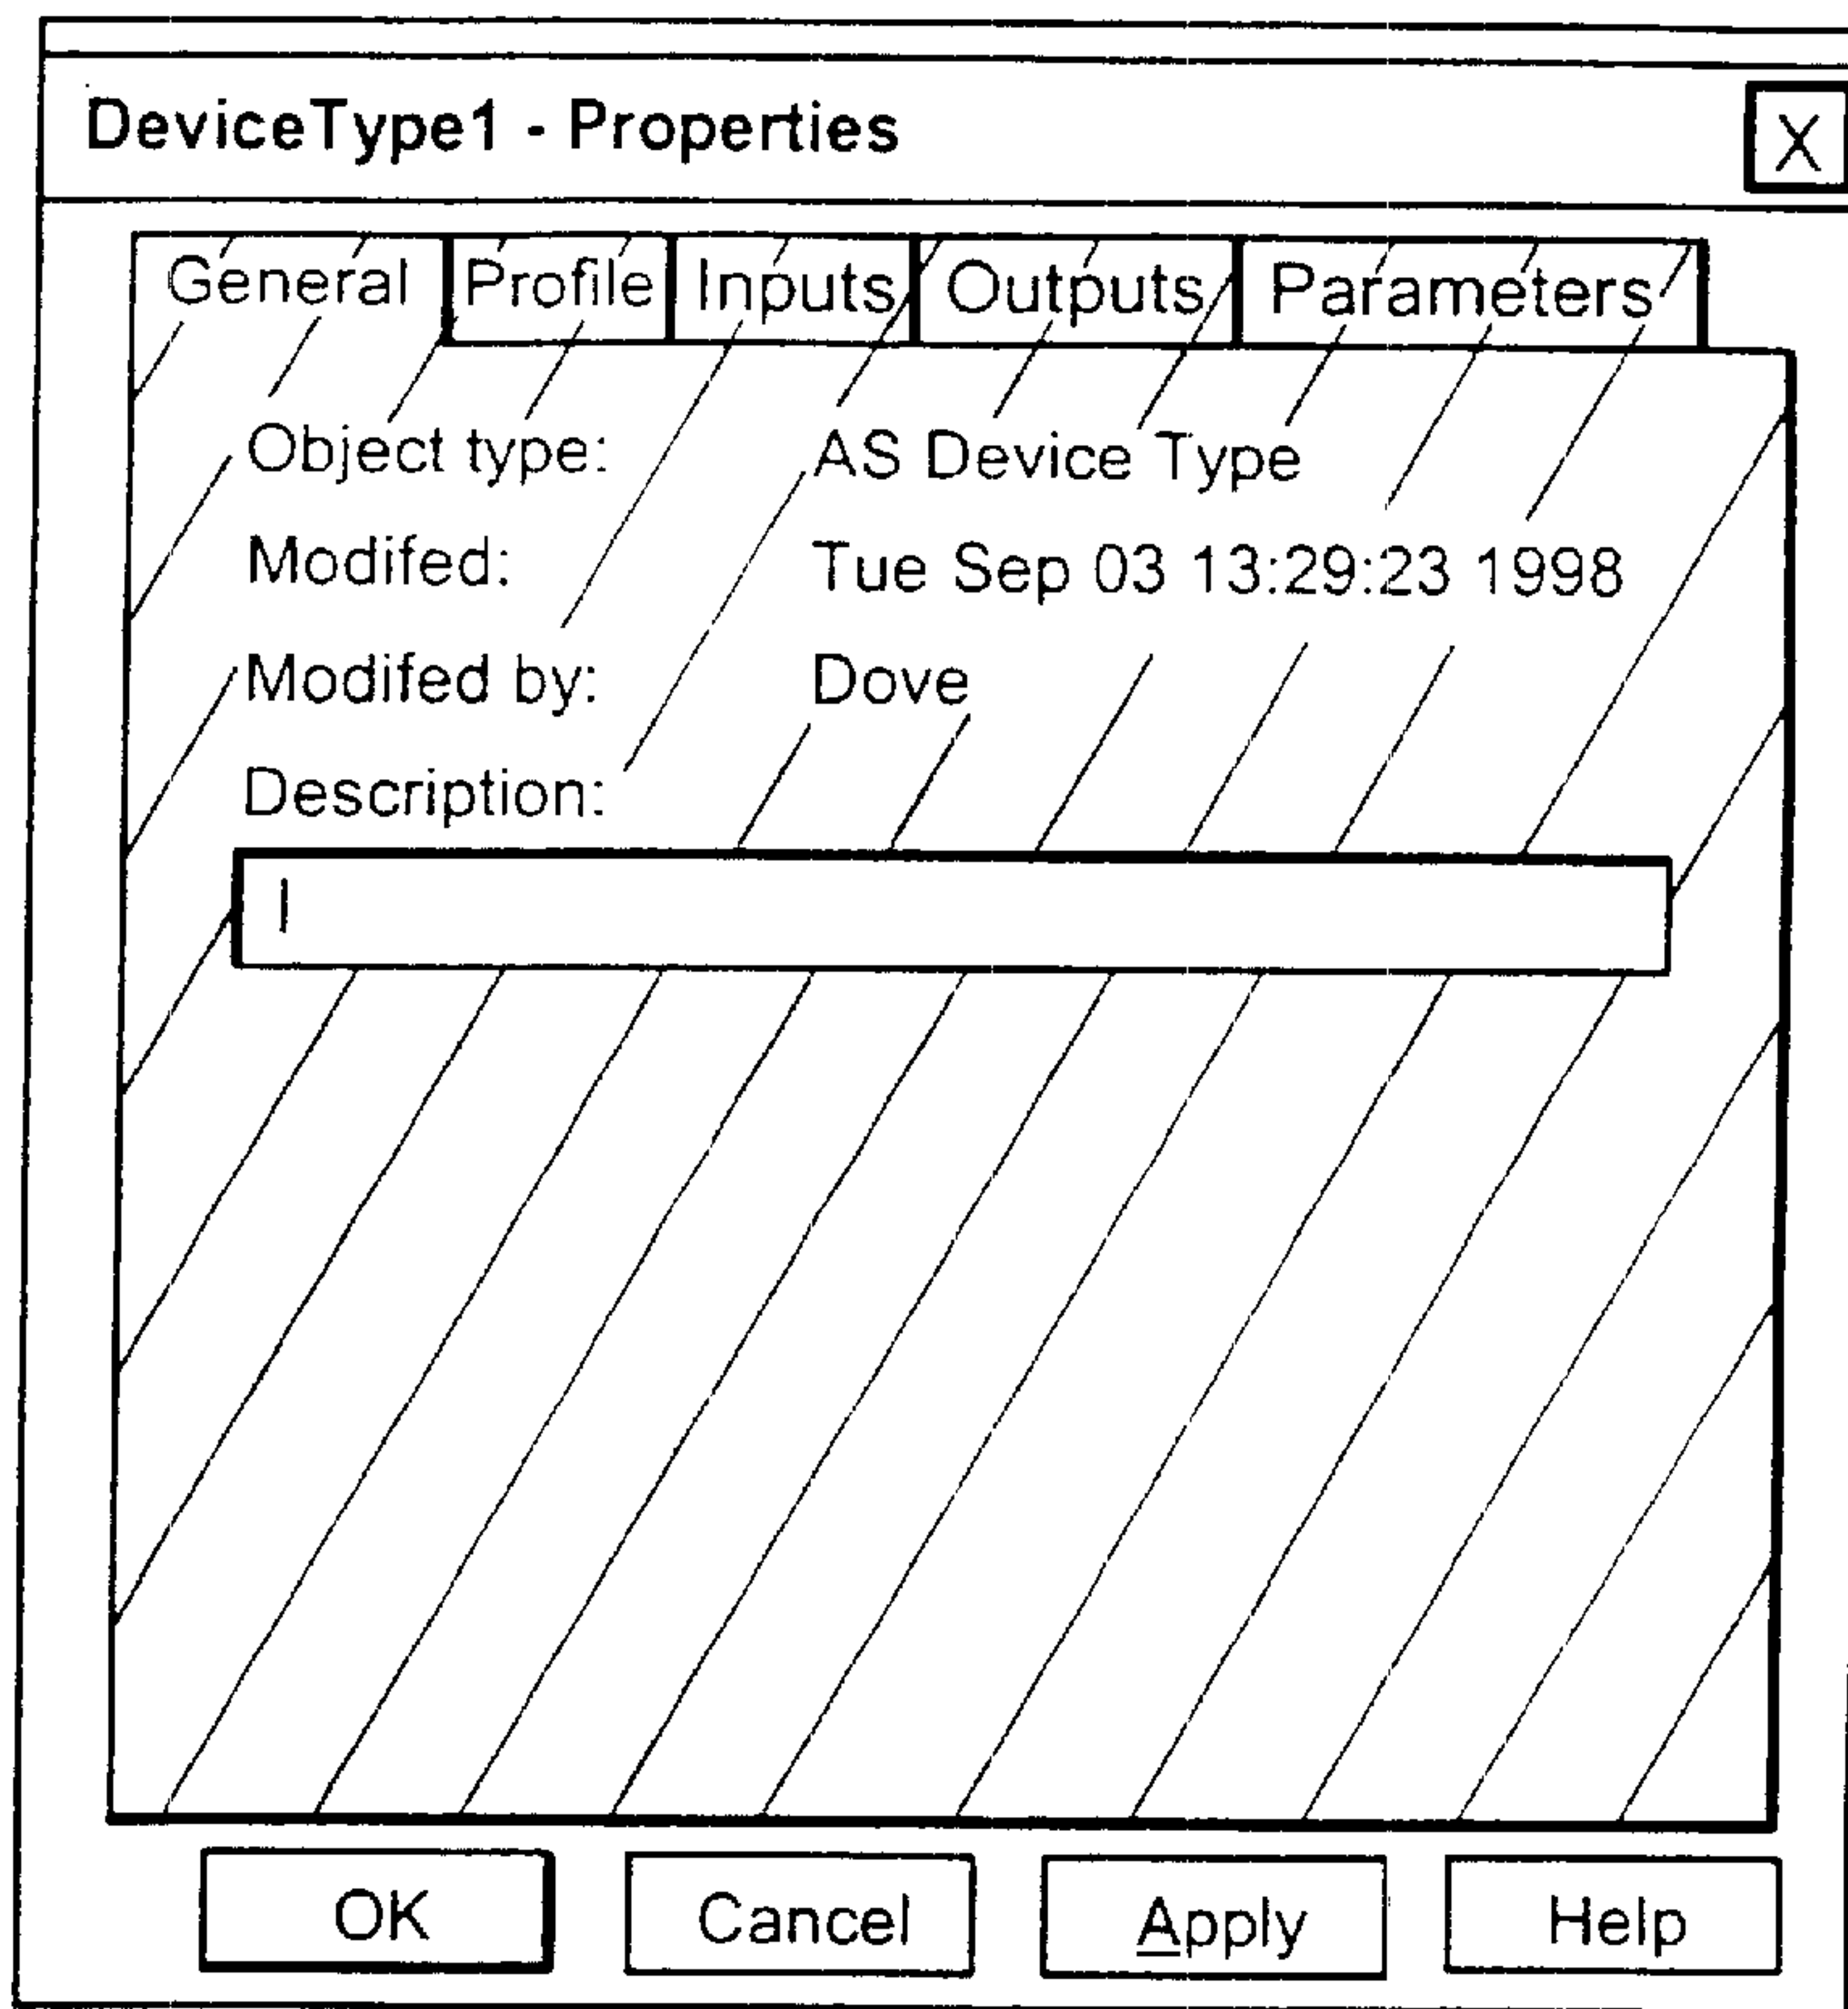 DeviceType1 - Properties X
General Profile Inputs Outputs Parameters
Object type: AS Device Type
Modifed: Tue Sep 03 13:29:23 1998
Modifed by: Dove
Description:
OK Cancel Apply Help